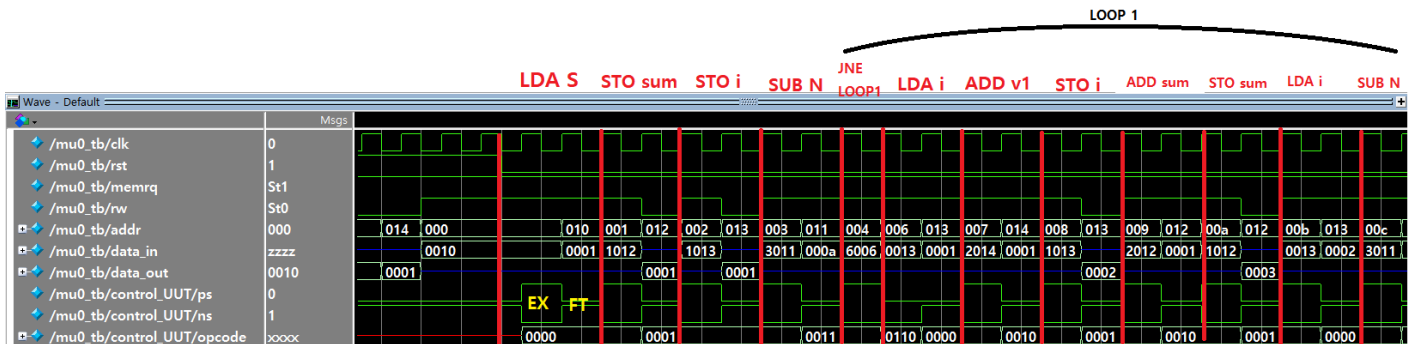 LOOP 1
LDA S STO sum STO i SUB N JNE LOOP1 LDA i ADD v1 STO i ADD sum STO sum LDA i SUB N
Wave - Default
Msgs
/mu0_tb/clk 0
/mu0_tb/rst 1
/mu0_tb/memrq St1
/mu0_tb/rw St0
/mu0_tb/addr 000 014 000 010 001 012 002 013 003 011 004 006 013 007 014 008 013 009 012 00a 012 00b 013 00c
/mu0_tb/data_in zzzz 0010 0001 1012 1013 3011 000a 6006 0013 0001 2014 0001 1013 2012 0001 1012 0013 0002 3011
/mu0_tb/data_out 0010 0001 0001 0001 0002 0003
/mu0_tb/control_UUT/ps 0 EX FT
/mu0_tb/control_UUT/ns 1
/mu0_tb/control_UUT/opcode xxxx 0000 0001 0011 0110 0000 0010 0001 0010 0001 0000